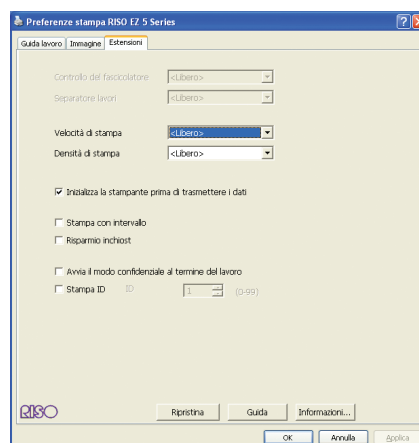 Preferenze stampa RISO EZ 5 Series
Guida lavoro Immagine Estensioni
Controllo del fascicolatore <Libero>
Separatore lavori <Libero>
Velocità di stampa <Libero>
Densità di stampa <Libero>
Inizializza la stampante prima di trasmettere i dati
Stampa con intervallo
Risparmio inchiost
Avvia il modo confidenziale al termine del lavoro
Stampa ID ID 1 (0-99)
RISO Ripristina Guida Informazioni...
OK Annulla Applica